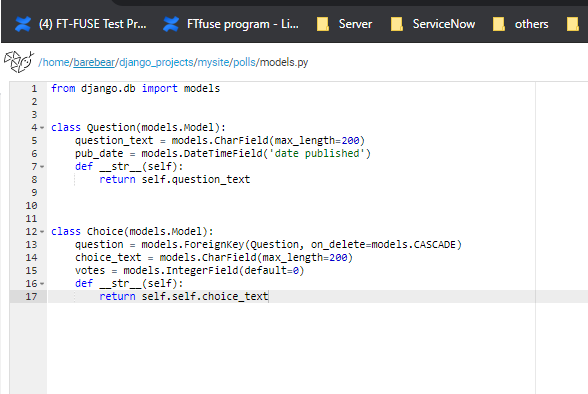 (4) FT-FUSE Test Pr... FTfuse program - Li... Server ServiceNow others
/home/barebear/django_projects/mysite/polls/models.py
1 from django.db import models
2
3
4 class Question(models.Model):
5 question_text = models.CharField(max_length=200)
6 pub_date = models.DateTimeField('date published')
7 def __str__(self):
8 return self.question_text
9
10
11
12 class Choice(models.Model):
13 question = models.ForeignKey(Question, on_delete=models.CASCADE)
14 choice_text = models.CharField(max_length=200)
15 votes = models.IntegerField(default=0)
16 def __str__(self):
17 return self.self.choice_text